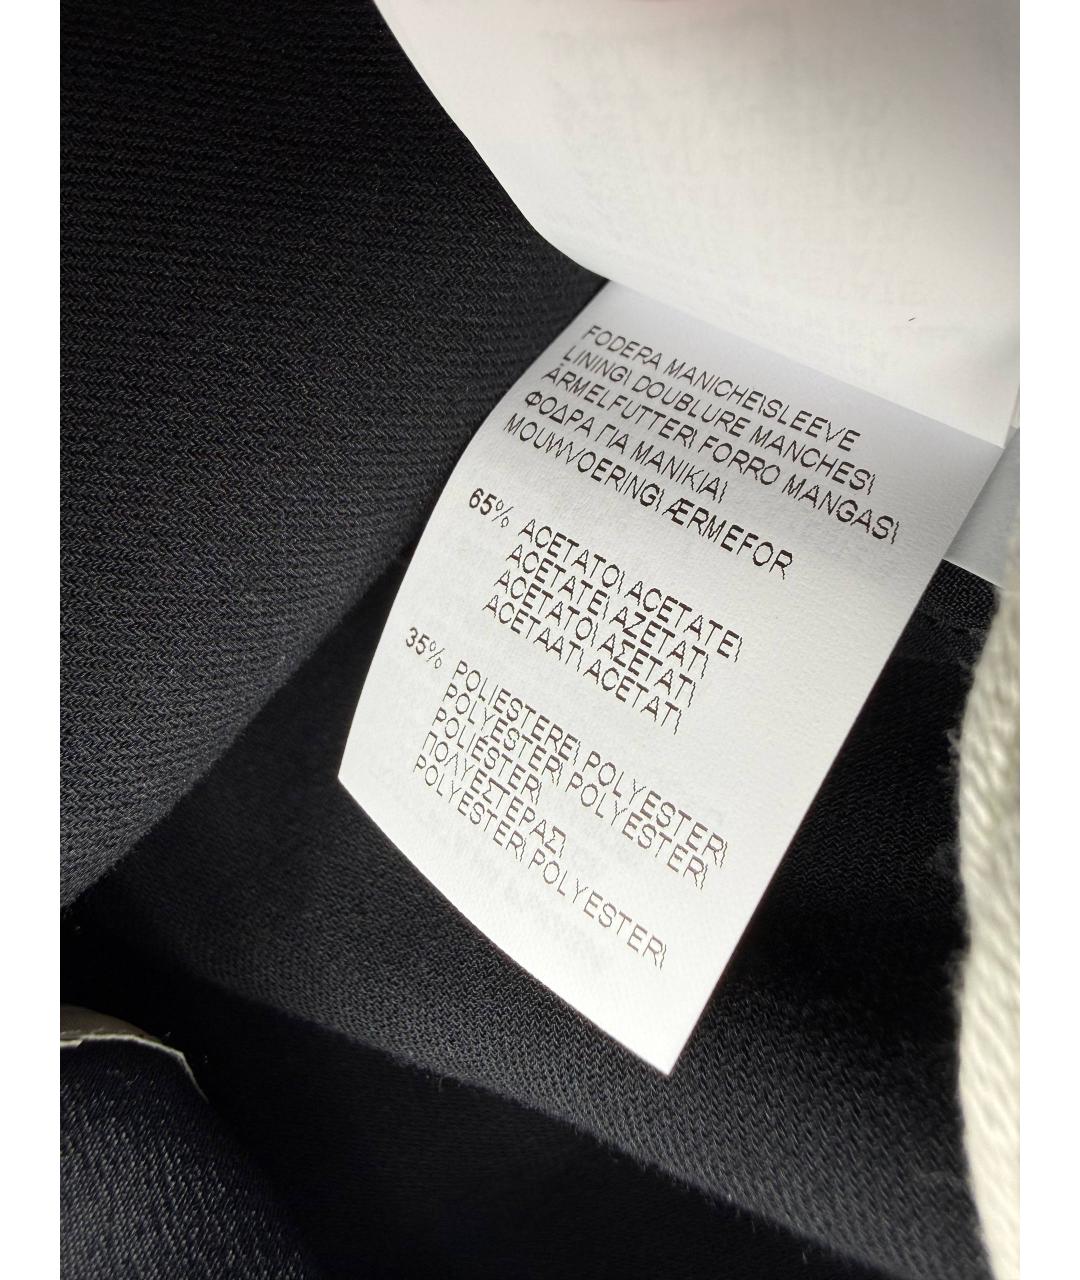 FODERA MANICHE\SLEEVE
LINING\ DOUBLURE MANCHES\
ÄRMELFUTTER\ FORRO MANGAS\
ΦΟΔΡΑ ΓΙΑ ΜΑΝΙΚΙΑ\
MOUWVOERING\ ÆRMEFOR
65% ACETATO\ ACETATE\
ACETATE\ AZETAT\
ACETATO\ ΑΣΕΤΑΤ\
ACETAAT\ ACETAT\
35% POLIESTERE\ POLYESTER\
POLYESTER\ POLYESTER\
POLIESTER\
ΠΟΛΥΕΣΤΕΡΑΣ\
POLYESTER\ POLYESTER\